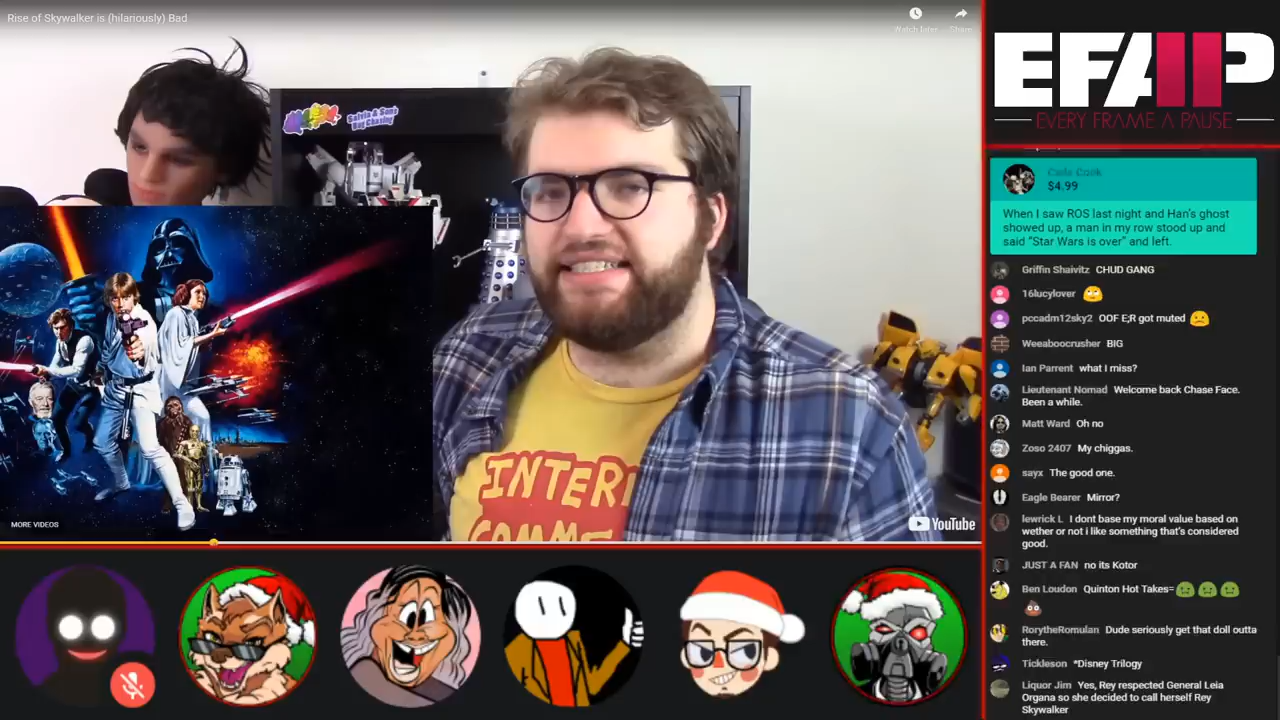 Rise of Skywalker is (hilariously) Bad
Watch later
Share
MORE VIDEOS
YouTube
INTER
COMME
EFAP
EVERY FRAME A PAUSE
$4.99
When I saw ROS last night and Han's ghost
showed up, a man in my row stood up and
said "Star Wars is over" and left.
Griffin Shaivitz CHUD GANG
16lucylover
pccadm12sky2 OOF E;R got muted
Weeaboocrusher BIG
Ian Parrent what I miss?
Lieutenant Nomad Welcome back Chase Face.
Been a while.
Matt Ward Oh no
Zoso 2407 My chiggas.
sayx The good one.
Eagle Bearer Mirror?
lewrick L I dont base my moral value based on
wether or not i like something that's considered
good.
JUST A FAN no its Kotor
Ben Loudon Quinton Hot Takes=
RorytheRomulan Dude seriously get that doll outta
there.
Tickleson *Disney Trilogy
Liquor Jim Yes, Rey respected General Leia
Organa so she decided to call herself Rey
Skywalker